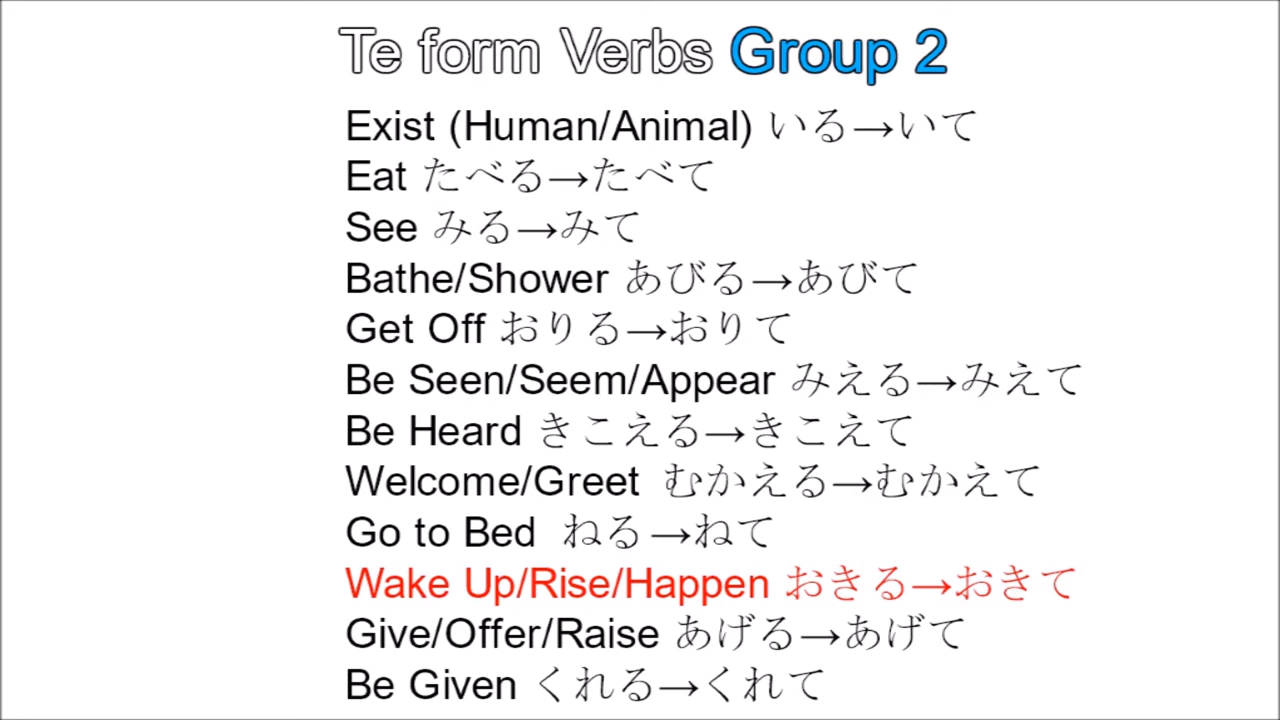 Te form Verbs Group 2
Exist (Human/Animal) いる→いて
Eat たべる→たべて
See みる→みて
Bathe/Shower あびる→あびて
Get Off おりる→おりて
Be Seen/Seem/Appear みえる→みえて
Be Heard きこえる→きこえて
Welcome/Greet むかえる→むかえて
Go to Bed ねる→ねて
Wake Up/Rise/Happen おきる→おきて
Give/Offer/Raise あげる→あげて
Be Given くれる→くれて